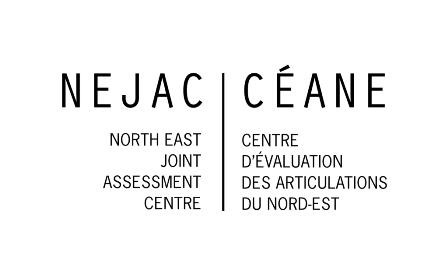 NEJAC
NORTH EAST
JOINT
ASSESSMENT
CENTRE
CÉANE
CENTRE
D'ÉVALUATION
DES ARTICULATIONS
DU NORD-EST